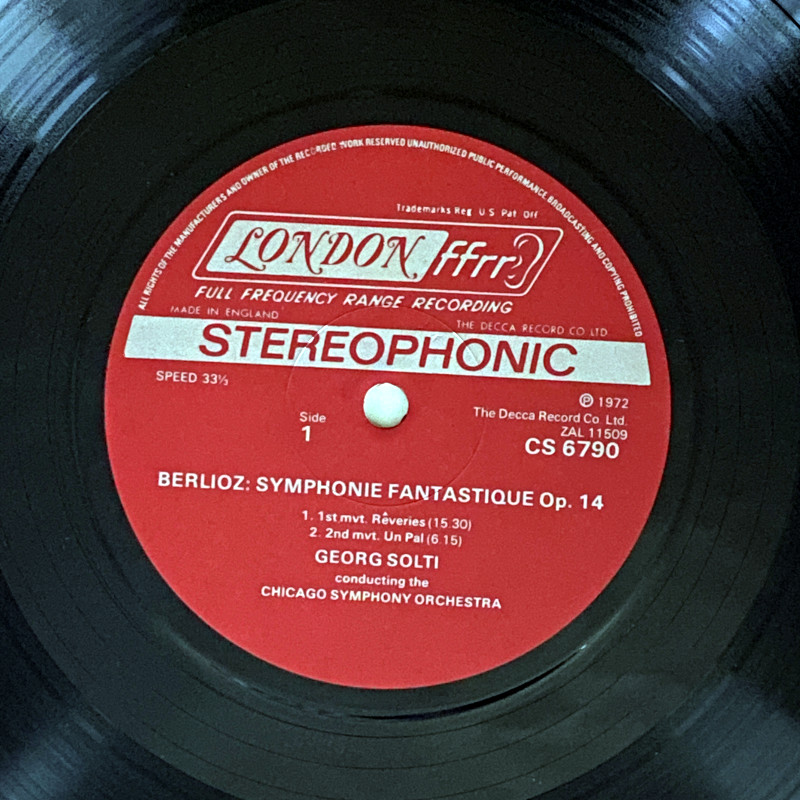 ALL RIGHTS OF THE MANUFACTURERS AND OWNER OF THE RECORDED WORK RESERVED UNAUTHORIZED PUBLIC PERFORMANCE BROADCASTING AND COPYING PROHIBITED
Trademarks Reg U.S Pat Off
LONDON ffrr
FULL FREQUENCY RANGE RECORDING
MADE IN ENGLAND
THE DECCA RECORD CO LTD.
STEREOPHONIC
SPEED 33⅓
℗ 1972
Side
1
The Decca Record Co. Ltd.
ZAL 11509
CS 6790
BERLIOZ: SYMPHONIE FANTASTIQUE Op. 14
1. 1st mvt. Rêveries (15.30)
2. 2nd mvt. Un Pal (6.15)
GEORG SOLTI
conducting the
CHICAGO SYMPHONY ORCHESTRA